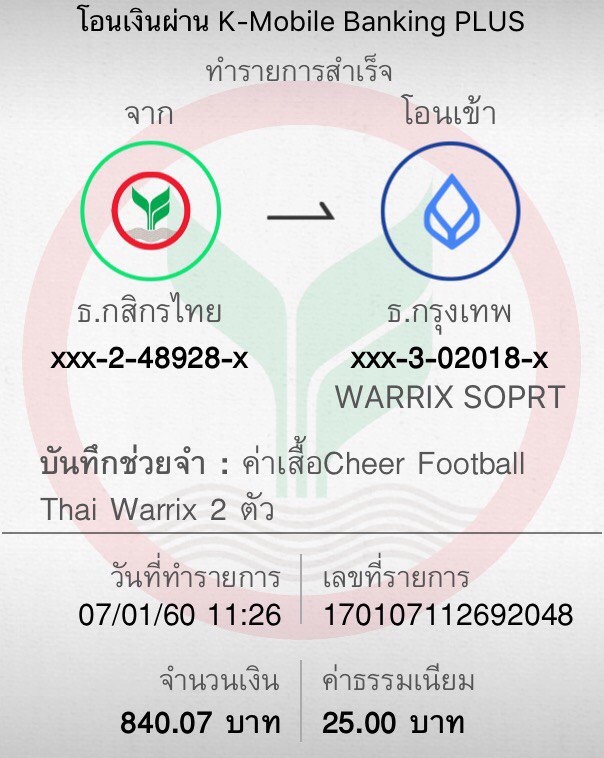 โอนเงินผ่าน K-Mobile Banking PLUS
ทำรายการสำเร็จ
จาก
โอนเข้า
ธ.กสิกรไทย
ธ.กรุงเทพ
xxx-2-48928-x
xxx-3-02018-x
WARRIX SOPRT
บันทึกช่วยจำ : ค่าเสื้อCheer Football
Thai Warrix 2 ตัว
วันที่ทำรายการ
เลขที่รายการ
07/01/60 11:26
170107112692048
จำนวนเงิน
ค่าธรรมเนียม
840.07 บาท
25.00 บาท